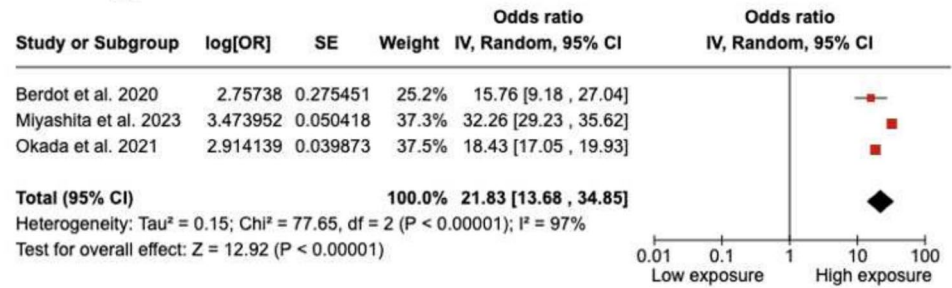 Odds ratio Odds ratio
Study or Subgroup log[OR] SE Weight IV, Random, 95% CI IV, Random, 95% CI
Berdot et al. 2020 2.75738 0.275451 25.2% 15.76 [9.18 , 27.04]
Miyashita et al. 2023 3.473952 0.050418 37.3% 32.26 [29.23 , 35.62]
Okada et al. 2021 2.914139 0.039873 37.5% 18.43 [17.05 , 19.93]
Total (95% CI) 100.0% 21.83 [13.68 , 34.85]
Heterogeneity: Tau² = 0.15; Chi² = 77.65, df = 2 (P < 0.00001); I² = 97%
Test for overall effect: Z = 12.92 (P < 0.00001)
0.01 0.1 1 10 100
Low exposure High exposure